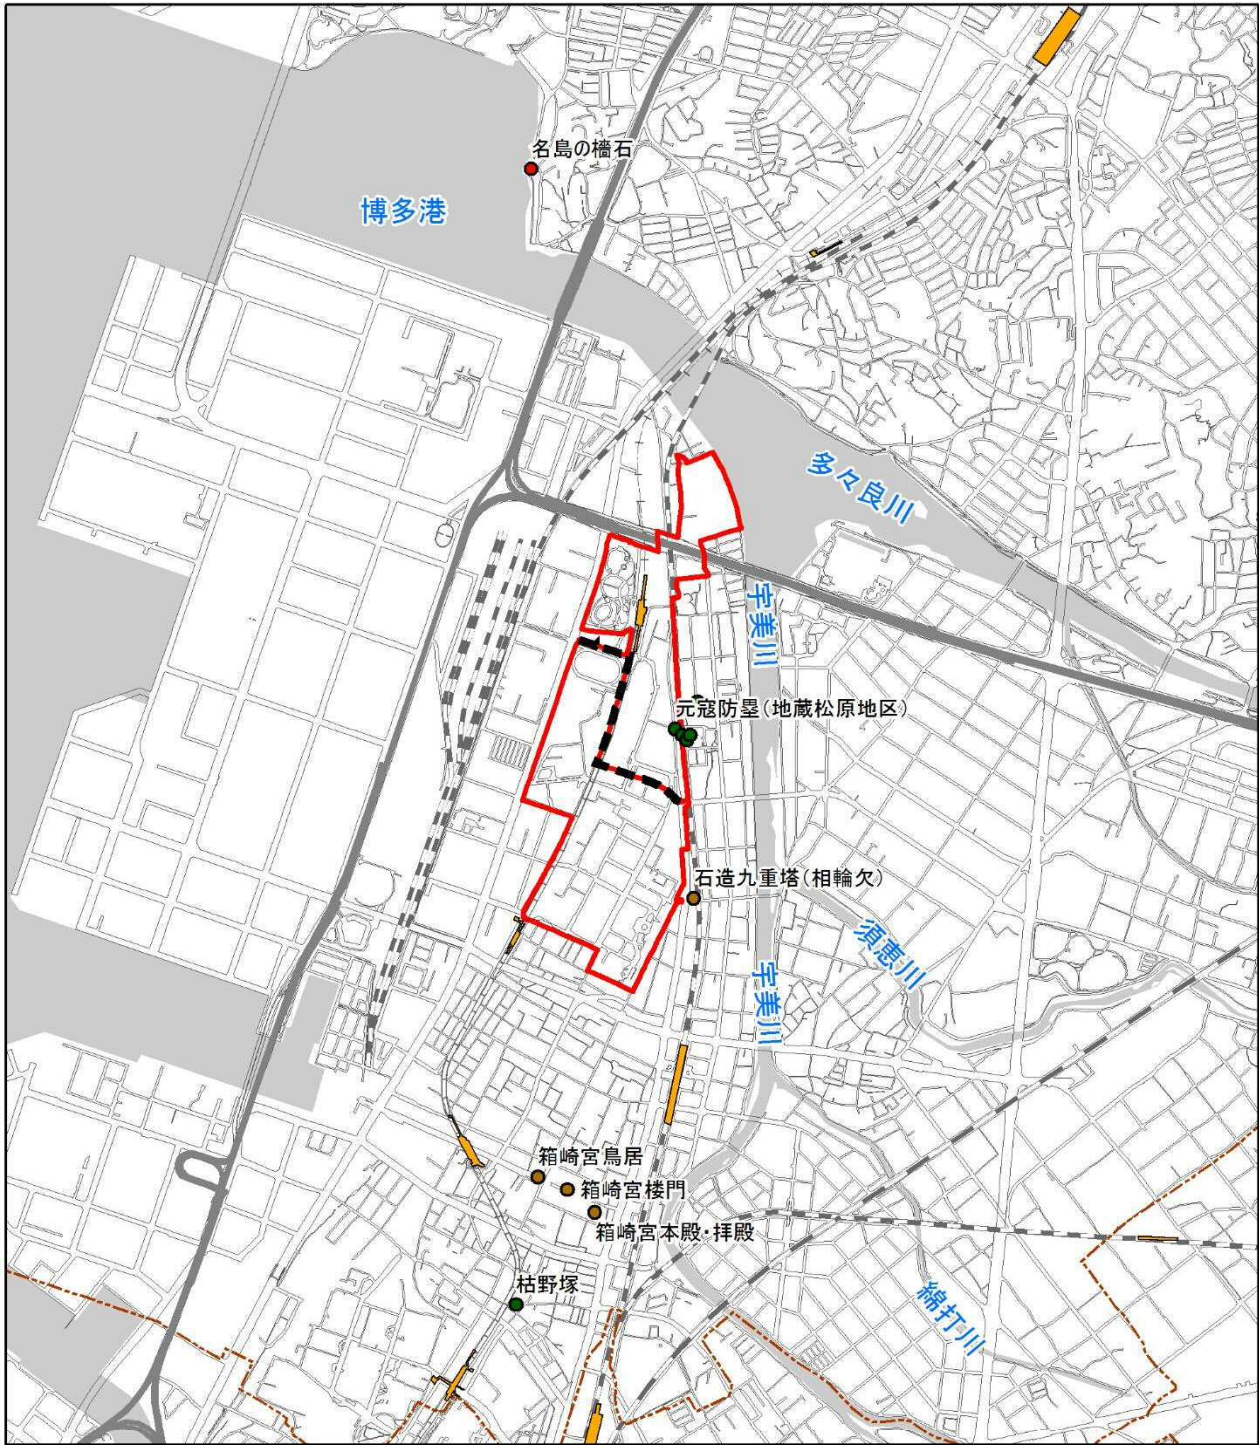 名島の檣石
博多港
多々良川
宇美川
元寇防塁(地蔵松原地区)
石造九重塔(相輪欠)
須恵川
宇美川
箱崎宮鳥居
箱崎宮楼門
箱崎宮本殿・拝殿
枯野塚
綿打川